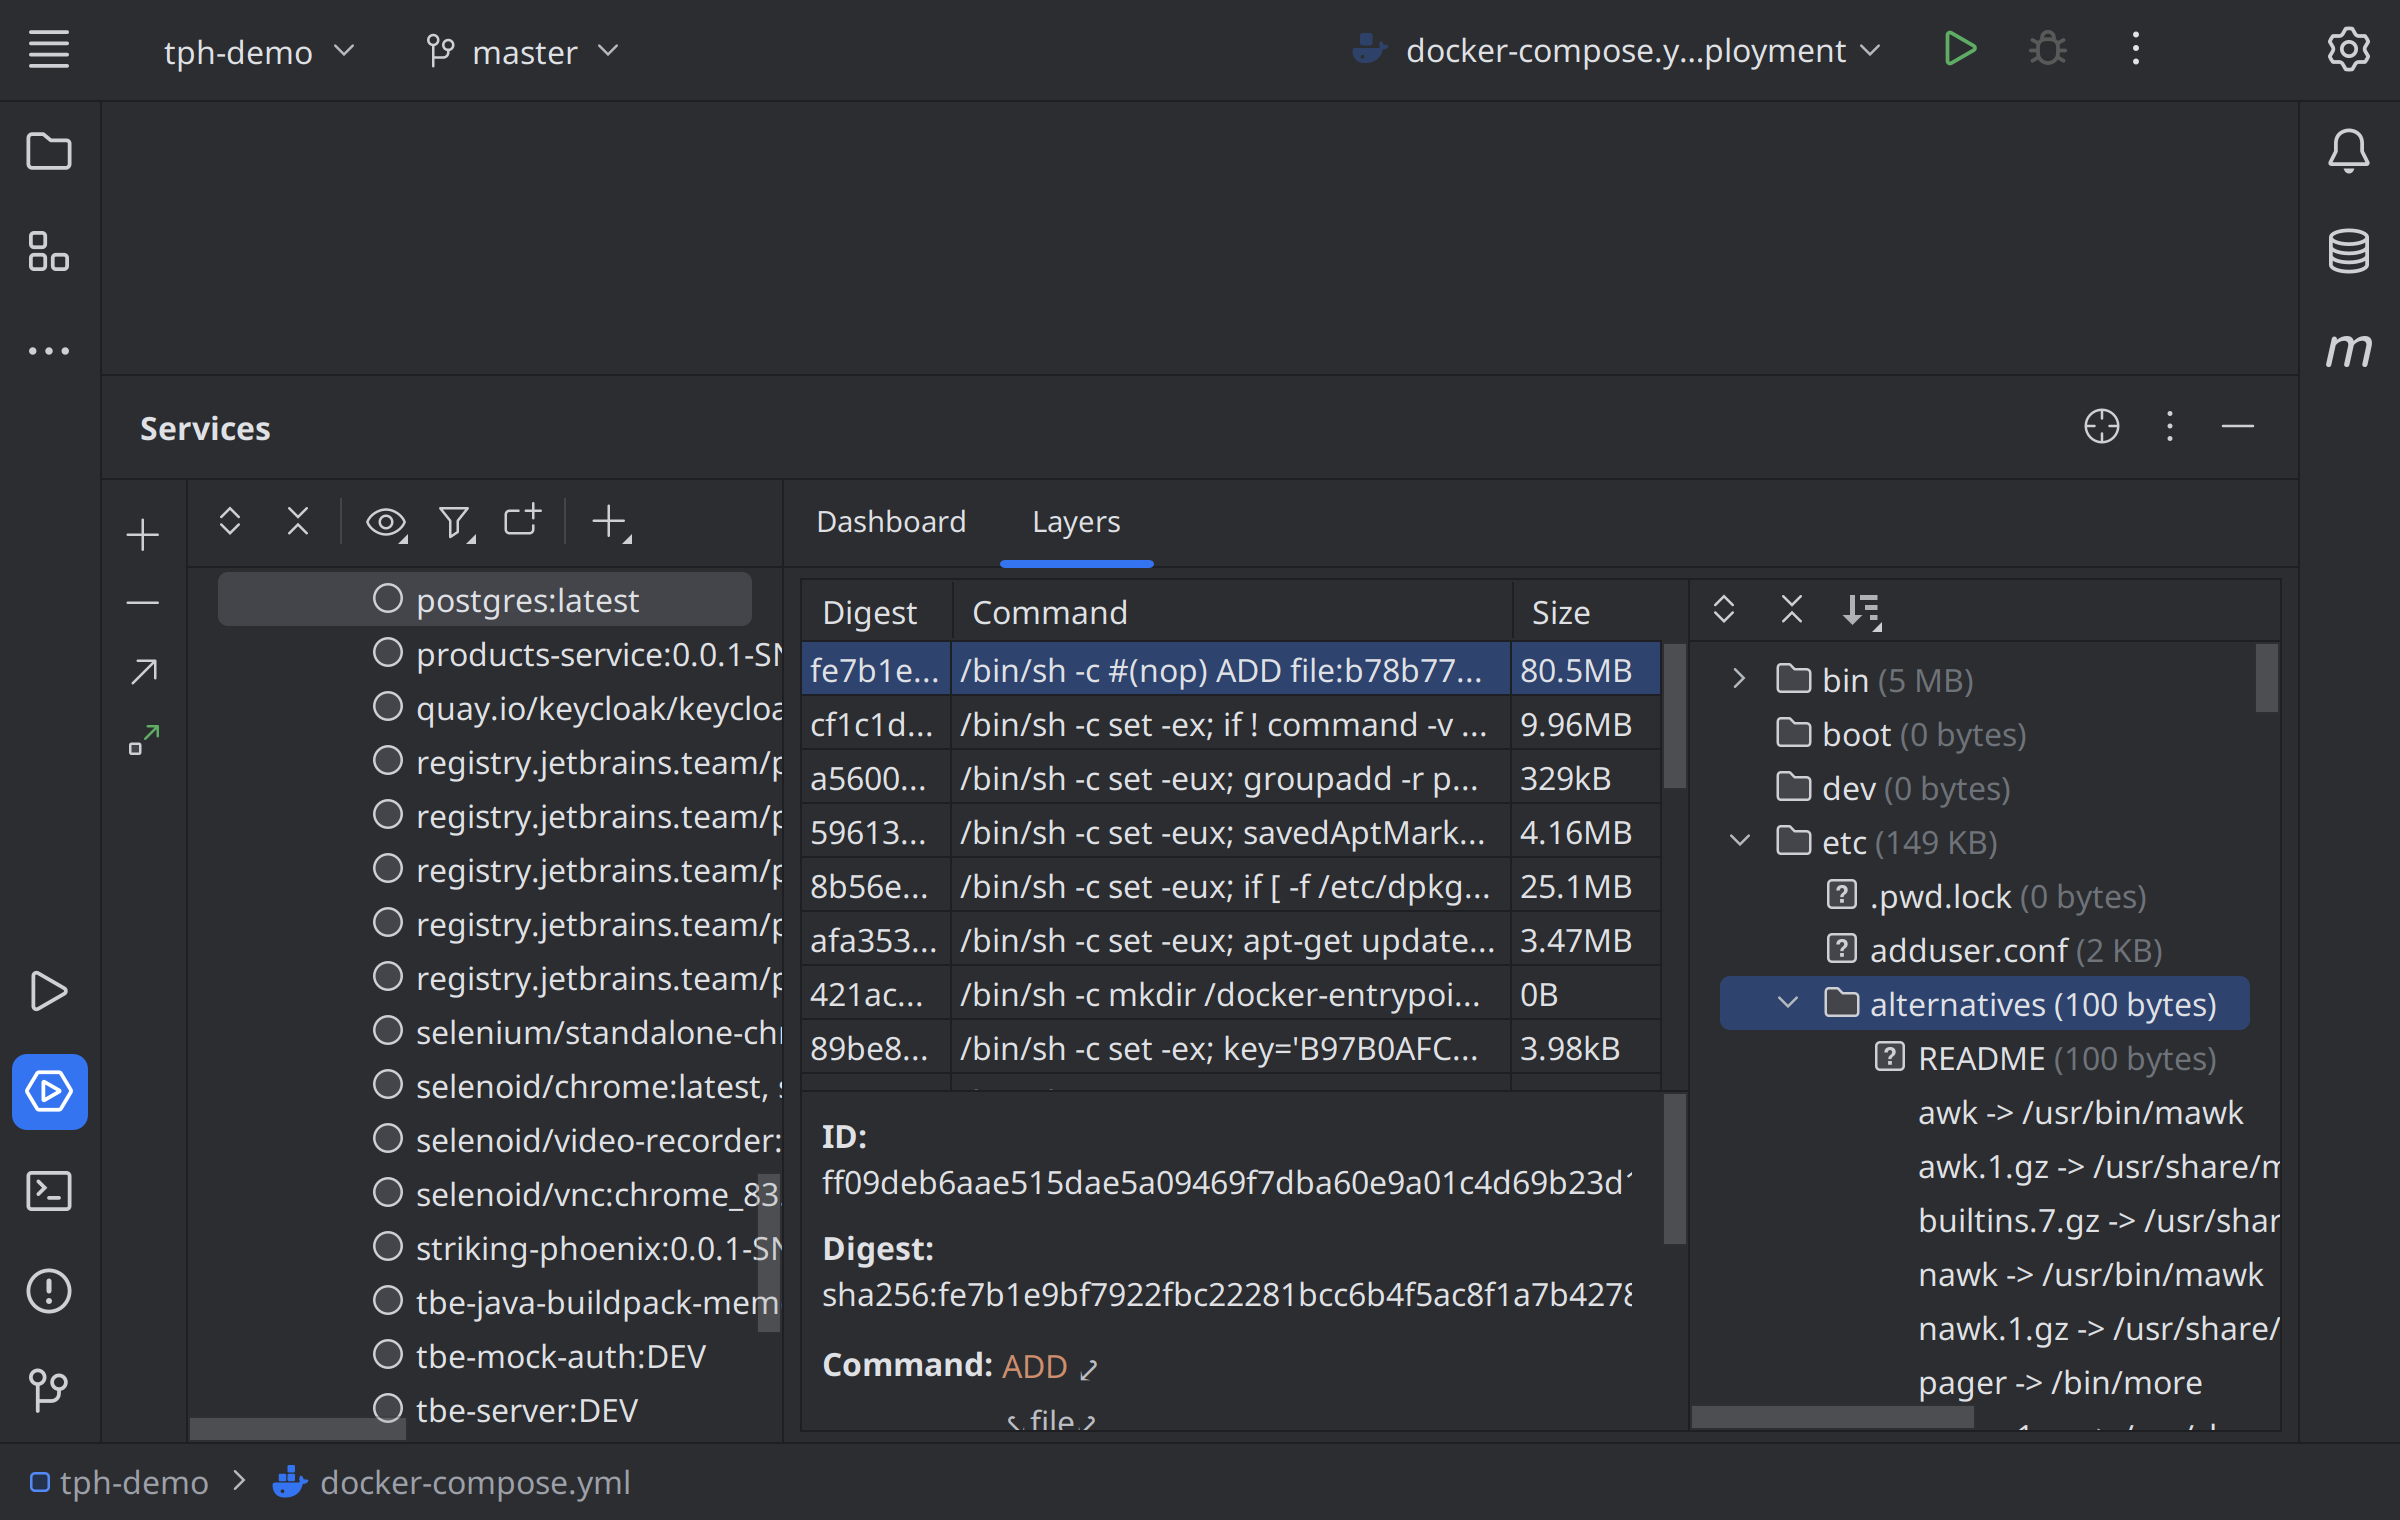 tph-demo
master
docker-compose.y...ployment
Services
Dashboard
Layers
postgres:latest
products-service:0.0.1-SN
quay.io/keycloak/keycloa
registry.jetbrains.team/p
registry.jetbrains.team/p
registry.jetbrains.team/p
registry.jetbrains.team/p
registry.jetbrains.team/p
selenium/standalone-chr
selenoid/chrome:latest, s
selenoid/video-recorder:
selenoid/vnc:chrome_83.
striking-phoenix:0.0.1-SN
tbe-java-buildpack-mem
tbe-mock-auth:DEV
tbe-server:DEV
Digest Command Size
fe7b1e... /bin/sh -c #(nop) ADD file:b78b77... 80.5MB
cf1c1d... /bin/sh -c set -ex; if ! command -v ... 9.96MB
a5600... /bin/sh -c set -eux; groupadd -r p... 329kB
59613... /bin/sh -c set -eux; savedAptMark... 4.16MB
8b56e... /bin/sh -c set -eux; if [ -f /etc/dpkg... 25.1MB
afa353... /bin/sh -c set -eux; apt-get update... 3.47MB
421ac... /bin/sh -c mkdir /docker-entrypoi... 0B
89be8... /bin/sh -c set -ex; key='B97B0AFC... 3.98kB
ID:
ff09deb6aae515dae5a09469f7dba60e9a01c4d69b23d1
Digest:
sha256:fe7b1e9bf7922fbc22281bcc6b4f5ac8f1a7b4278
Command: ADD
file
bin (5 MB)
boot (0 bytes)
dev (0 bytes)
etc (149 KB)
.pwd.lock (0 bytes)
adduser.conf (2 KB)
alternatives (100 bytes)
README (100 bytes)
awk -> /usr/bin/mawk
awk.1.gz -> /usr/share/m
builtins.7.gz -> /usr/shar
nawk -> /usr/bin/mawk
nawk.1.gz -> /usr/share/
pager -> /bin/more
tph-demo
docker-compose.yml